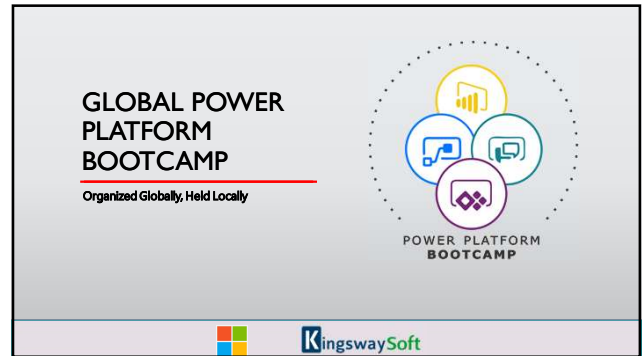 GLOBAL POWER
PLATFORM
BOOTCAMP
Organized Globally, Held Locally
POWER PLATFORM
BOOTCAMP
KingswaySoft